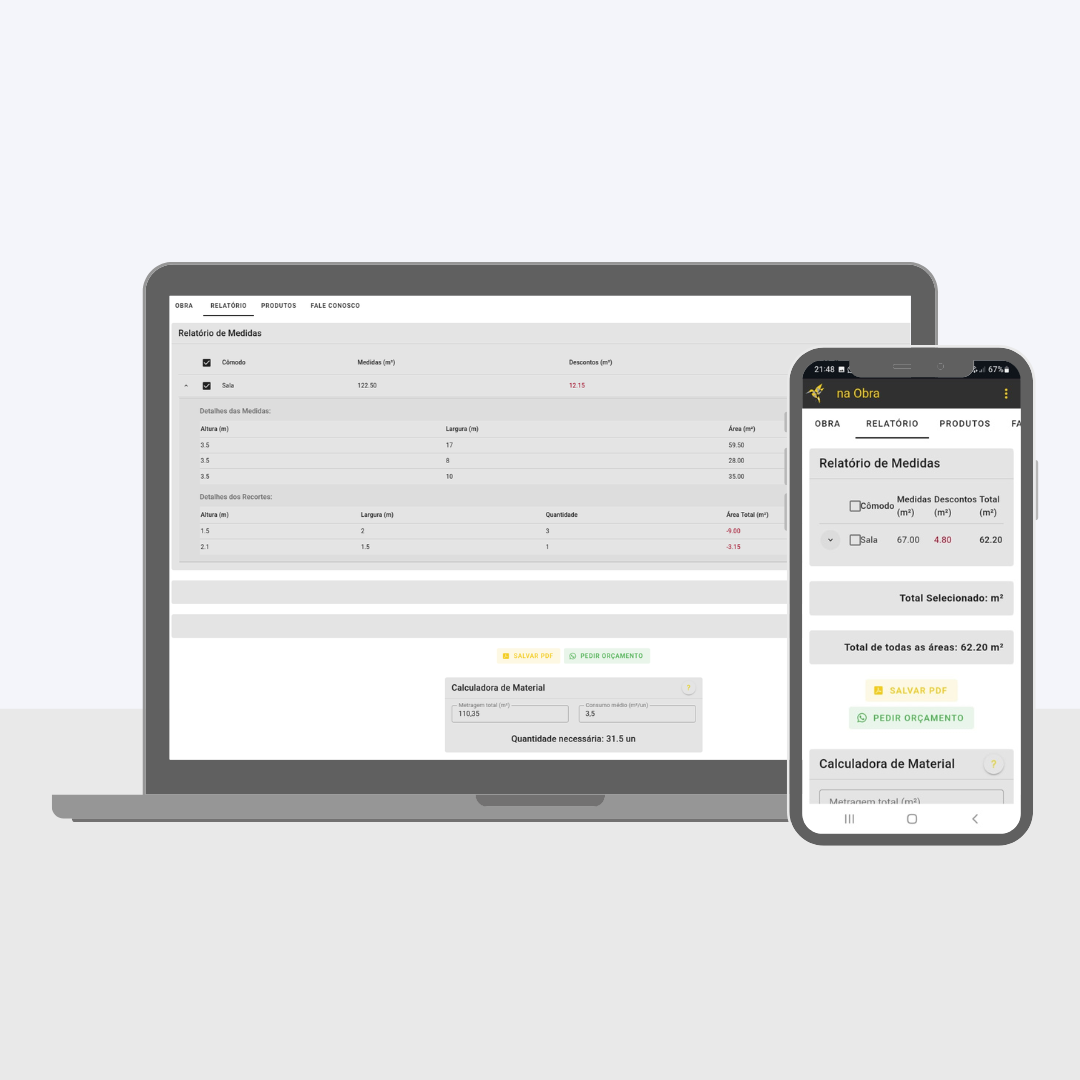 OBRA RELATÓRIO PRODUTOS FALE CONOSCO
Relatório de Medidas
Cômodo Medidas (m²) Descontos (m²)
Sala 122.50 12.15
Detalhes das Medidas:
Altura (m) Largura (m) Área (m²)
3.5 17 59.50
3.5 8 28.00
3.5 10 35.00
Detalhes dos Recortes:
Altura (m) Largura (m) Quantidade Área Total (m²)
1.5 2 3 -9.00
2.1 1.5 1 -3.15
SALVAR PDF PEDIR ORÇAMENTO
Calculadora de Material ?
Metragem total (m²) Consumo médio (m²/un)
110,35 3,5
Quantidade necessária: 31.5 un
21:48 67%
na Obra
OBRA RELATÓRIO PRODUTOS FA
Relatório de Medidas
Cômodo Medidas (m²) Descontos (m²) Total (m²)
Sala 67.00 4.80 62.20
Total Selecionado: m²
Total de todas as áreas: 62.20 m²
SALVAR PDF
PEDIR ORÇAMENTO
Calculadora de Material ?
Metragem total (m²)